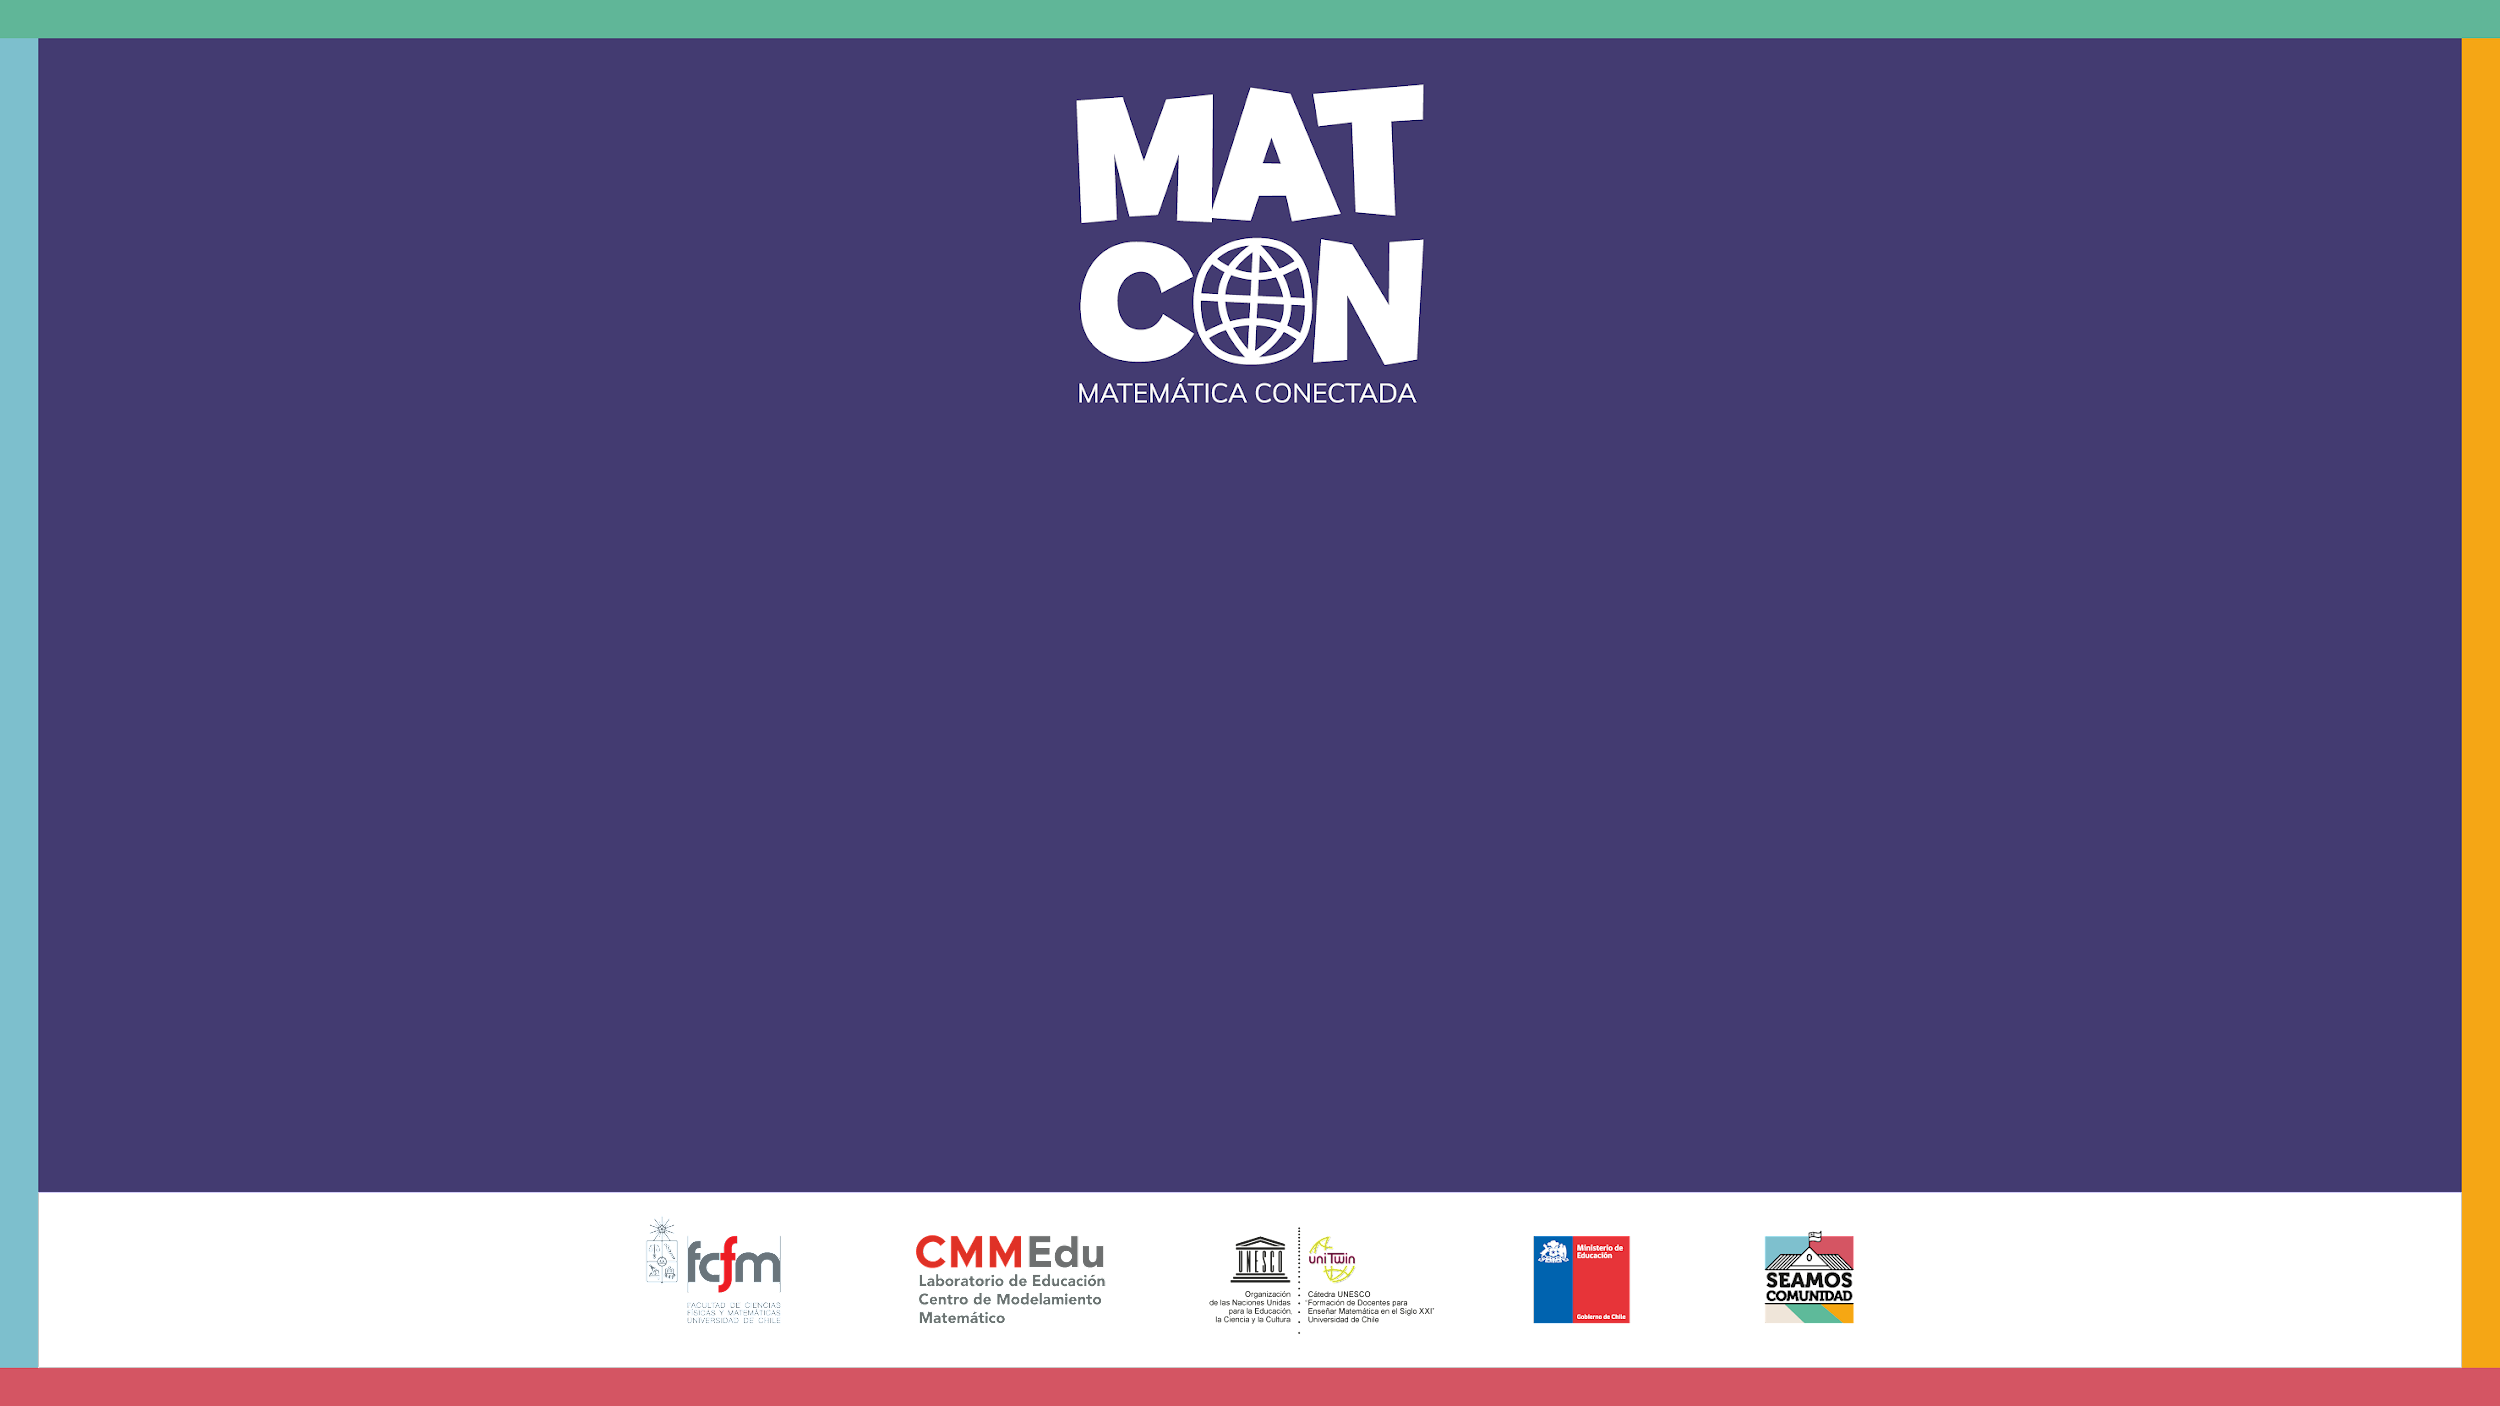 MAT
CON
MATEMÁTICA CONECTADA
fcfm
FACULTAD DE CIENCIAS
FÍSICAS Y MATEMÁTICAS
UNIVERSIDAD DE CHILE
CMMEdu
Laboratorio de Educación
Centro de Modelamiento
Matemático
UNESCO
Organización
de las Naciones Unidas
para la Educación,
la Ciencia y la Cultura
uniTwin
Cátedra UNESCO
"Formación de Docentes para
Enseñar Matemática en el Siglo XXI"
Universidad de Chile
Ministerio de
Educación
Gobierno de Chile
SEAMOS
COMUNIDAD